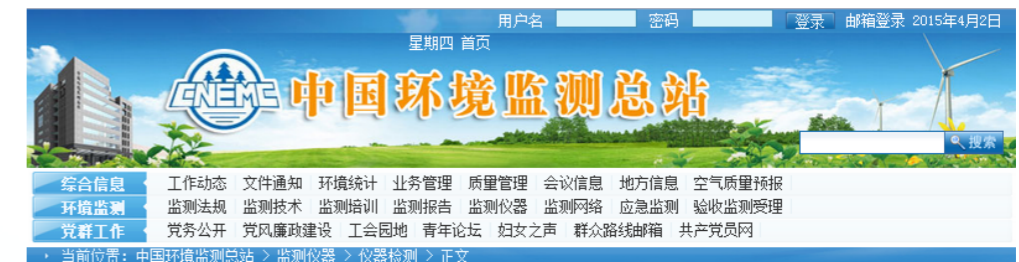 用户名 密码 登录 邮箱登录 2015年4月2日
星期四 首页
CNEMC 中国环境监测总站
搜索
综合信息 工作动态 文件通知 环境统计 业务管理 质量管理 会议信息 地方信息 空气质量预报
环境监测 监测法规 监测技术 监测培训 监测报告 监测仪器 监测网络 应急监测 验收监测受理
党群工作 党务公开 党风廉政建设 工会园地 青年论坛 妇女之声 群众路线邮箱 共产党员网
当前位置：中国环境监测总站 > 监测仪器 > 仪器检测 > 正文